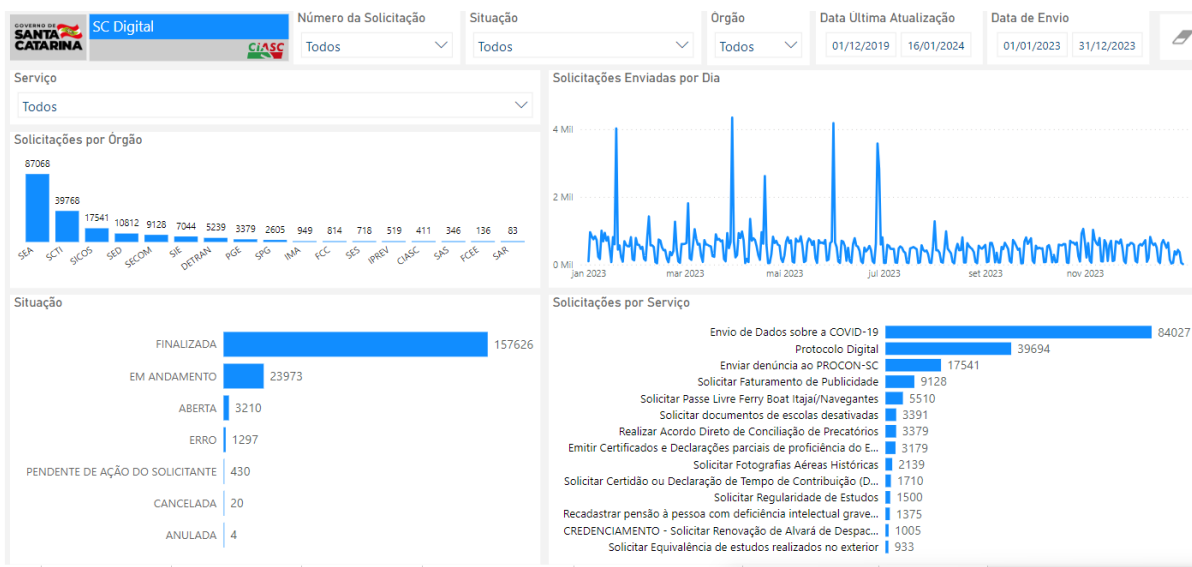 GOVERNO DE
SANTA
CATARINA
SC Digital
CIASC
Número da Solicitação
Todos
Situação
Todos
Órgão
Todos
Data Última Atualização
01/12/2019 16/01/2024
Data de Envio
01/01/2023 31/12/2023
Serviço
Todos
Solicitações por Órgão
87068
39768
17541
10812
9128
7044
5239
3379
2605
949
814
718
519
411
346
136
83
SEA
SCTI
SICOS
SED
SECOM
SIE
DETRAN
PGE
SPG
IMA
FCC
SES
IPREV
CIASC
SAS
FCEE
SAR
Solicitações Enviadas por Dia
4 Mil
2 Mil
0 Mil
jan 2023
mar 2023
mai 2023
jul 2023
set 2023
nov 2023
Situação
FINALIZADA 157626
EM ANDAMENTO 23973
ABERTA 3210
ERRO 1297
PENDENTE DE AÇÃO DO SOLICITANTE 430
CANCELADA 20
ANULADA 4
Solicitações por Serviço
Envio de Dados sobre a COVID-19 84027
Protocolo Digital 39694
Enviar denúncia ao PROCON-SC 17541
Solicitar Faturamento de Publicidade 9128
Solicitar Passe Livre Ferry Boat Itajaí/Navegantes 5510
Solicitar documentos de escolas desativadas 3391
Realizar Acordo Direto de Conciliação de Precatórios 3379
Emitir Certificados e Declarações parciais de proficiência do E... 3179
Solicitar Fotografias Aéreas Históricas 2139
Solicitar Certidão ou Declaração de Tempo de Contribuição (D... 1710
Solicitar Regularidade de Estudos 1500
Recadastrar pensão à pessoa com deficiência intelectual grave... 1375
CREDENCIAMENTO - Solicitar Renovação de Alvará de Despac... 1005
Solicitar Equivalência de estudos realizados no exterior 933